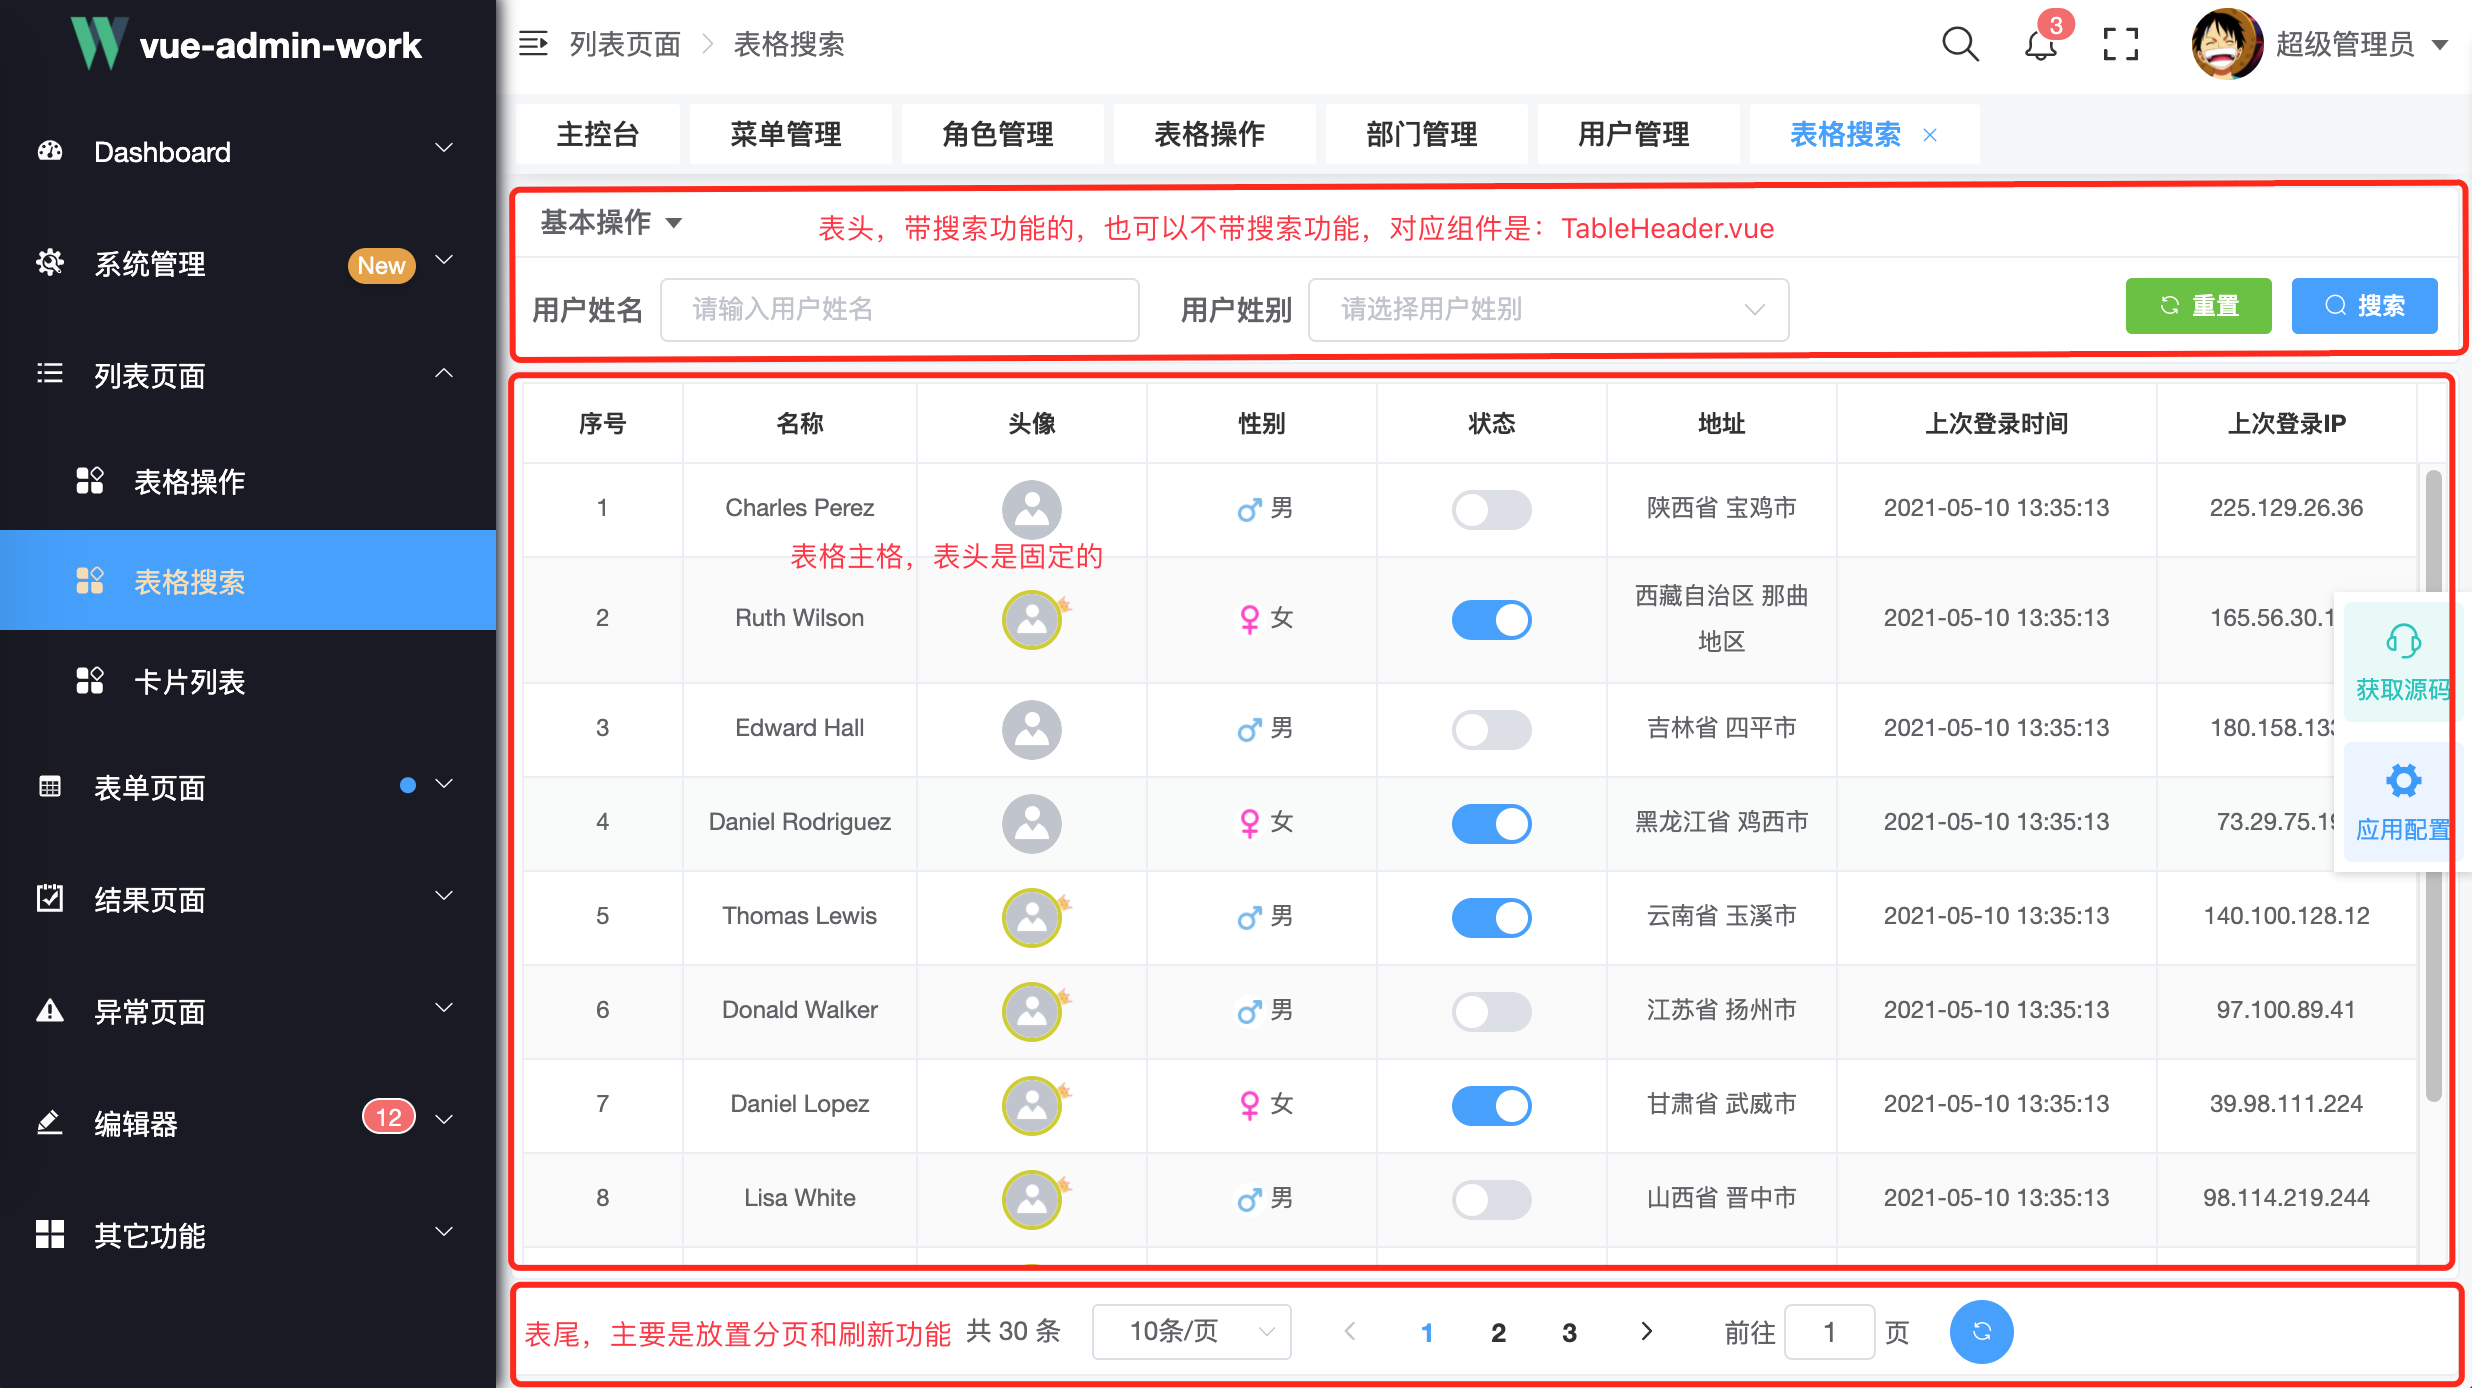 vue-admin-work
Dashboard
系统管理 New
列表页面
表格操作
表格搜索
卡片列表
表单页面
结果页面
异常页面
编辑器 12
其它功能
列表页面 表格搜索
3
超级管理员
主控台 菜单管理 角色管理 表格操作 部门管理 用户管理 表格搜索
基本操作
表头，带搜索功能的，也可以不带搜索功能，对应组件是：TableHeader.vue
用户姓名 请输入用户姓名 用户姓别 请选择用户姓别 重置 搜索
序号 名称 头像 性别 状态 地址 上次登录时间 上次登录IP
1 Charles Perez 男 陕西省 宝鸡市 2021-05-10 13:35:13 225.129.26.36
表格主格，表头是固定的
2 Ruth Wilson 女 西藏自治区 那曲
地区 2021-05-10 13:35:13 165.56.30.1
3 Edward Hall 男 吉林省 四平市 2021-05-10 13:35:13 180.158.133
4 Daniel Rodriguez 女 黑龙江省 鸡西市 2021-05-10 13:35:13 73.29.75.19
5 Thomas Lewis 男 云南省 玉溪市 2021-05-10 13:35:13 140.100.128.12
6 Donald Walker 男 江苏省 扬州市 2021-05-10 13:35:13 97.100.89.41
7 Daniel Lopez 女 甘肃省 武威市 2021-05-10 13:35:13 39.98.111.224
8 Lisa White 男 山西省 晋中市 2021-05-10 13:35:13 98.114.219.244
获取源码
应用配置
表尾，主要是放置分页和刷新功能 共 30 条 10条/页 1 2 3 前往 1 页